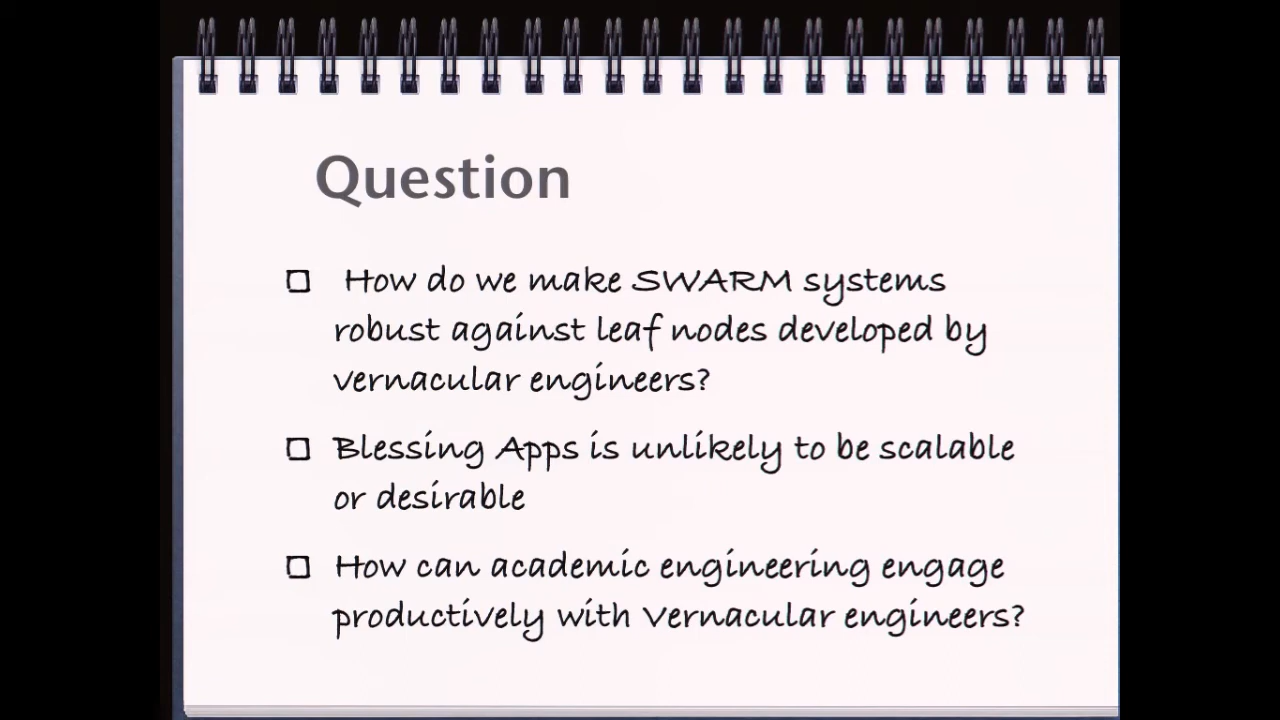 Question
How do we make SWARM systems
robust against leaf nodes developed by
vernacular engineers?
Blessing Apps is unlikely to be scalable
or desirable
How can academic engineering engage
productively with Vernacular engineers?